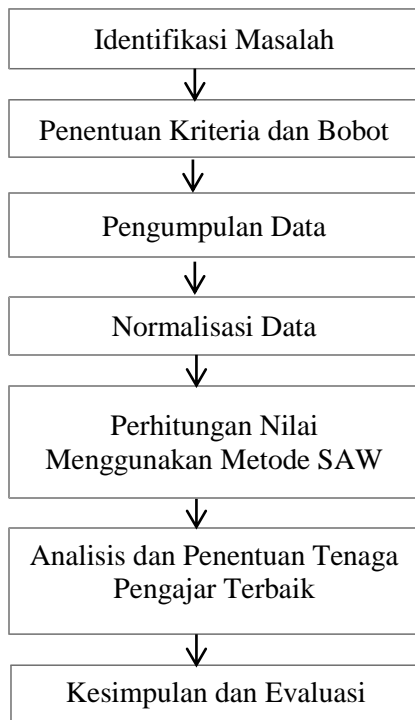 Identifikasi Masalah
Penentuan Kriteria dan Bobot
Pengumpulan Data
Normalisasi Data
Perhitungan Nilai
Menggunakan Metode SAW
Analisis dan Penentuan Tenaga
Pengajar Terbaik
Kesimpulan dan Evaluasi